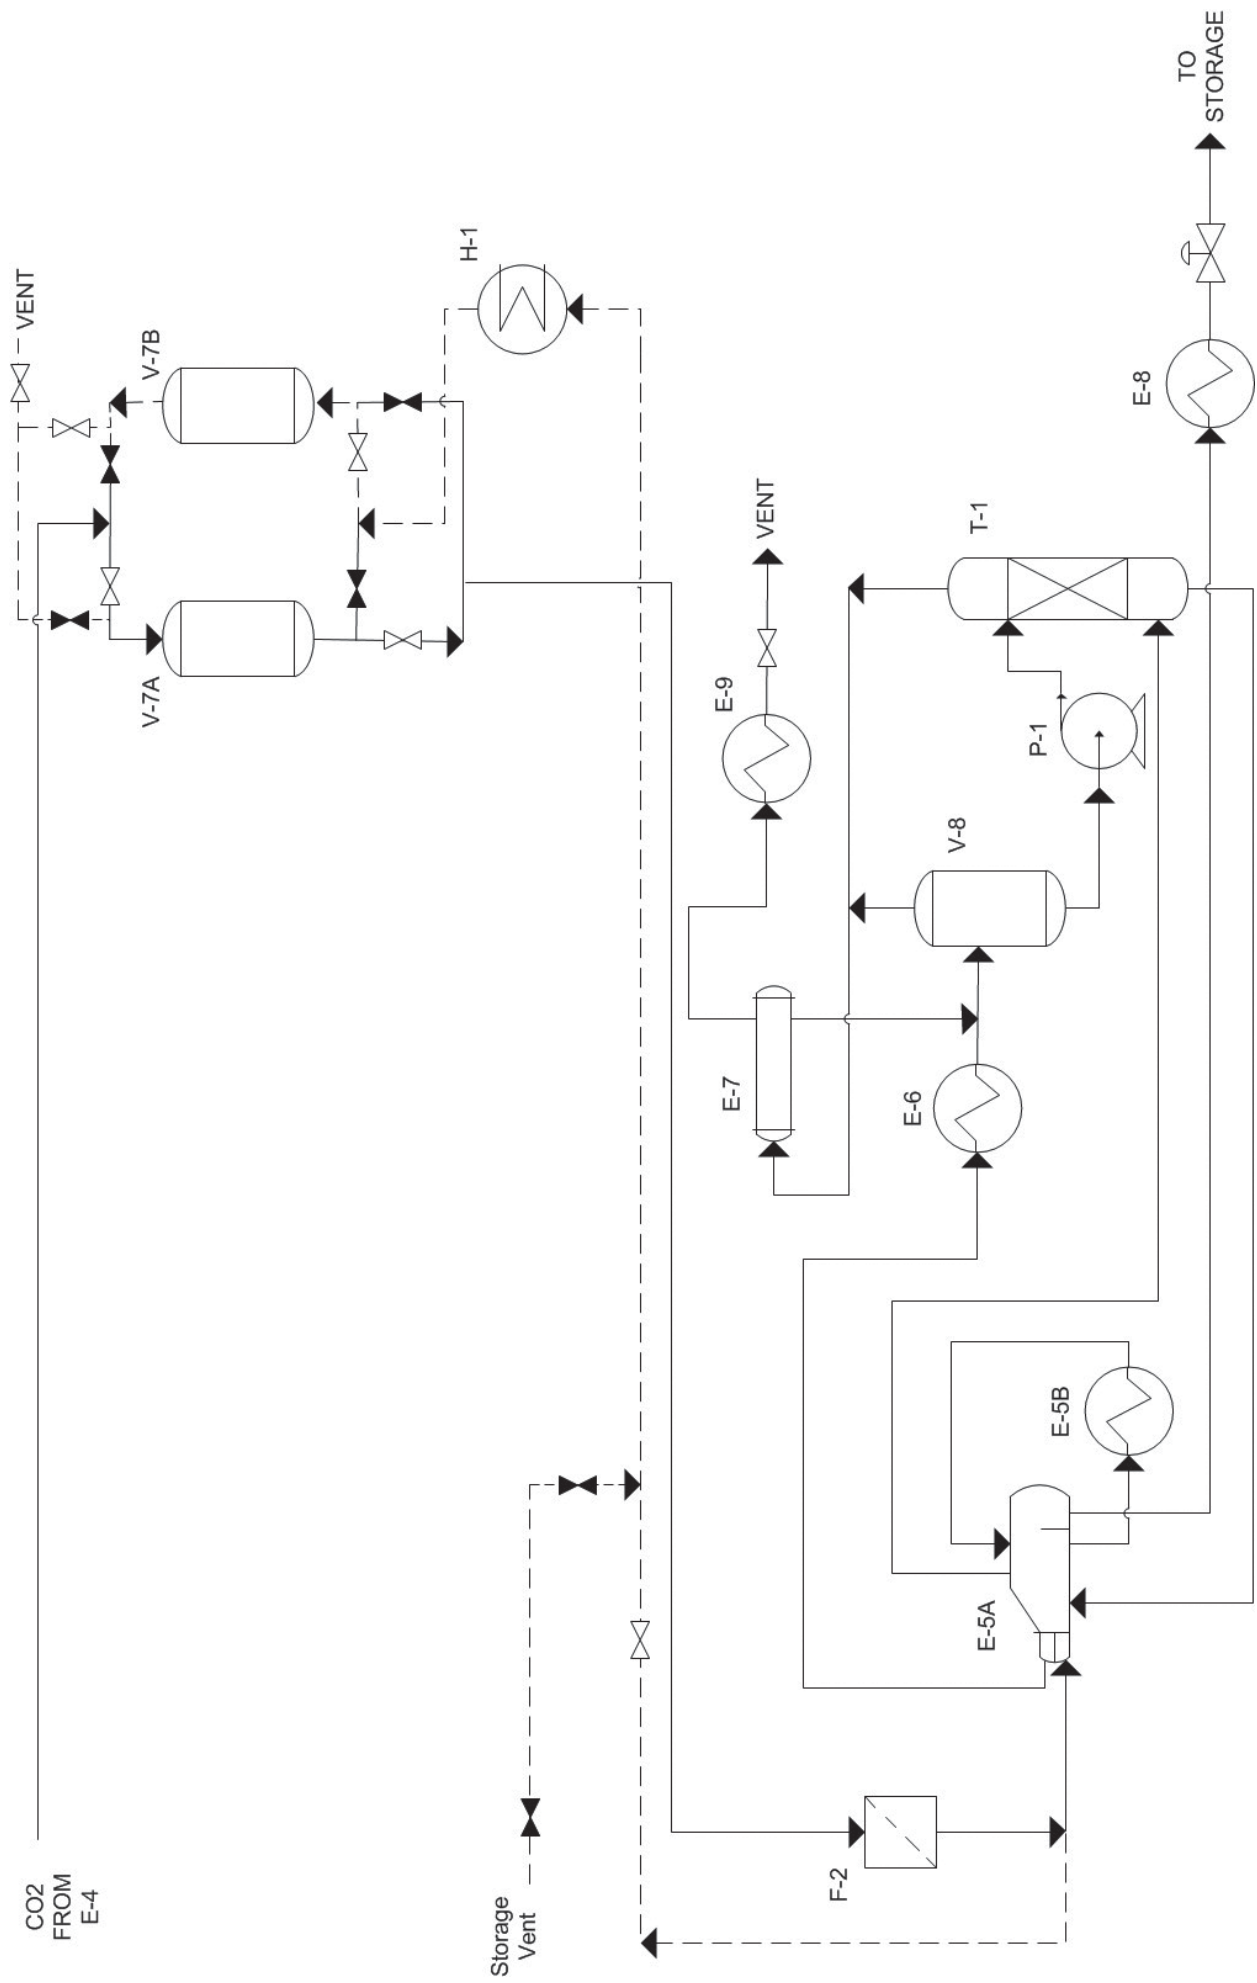 CO2
FROM
E-4
VENT
V-7A
V-7B
H-1
Storage
Vent
F-2
E-7
E-9
VENT
E-6
V-8
P-1
T-1
E-5A
E-5B
E-8
TO
STORAGE